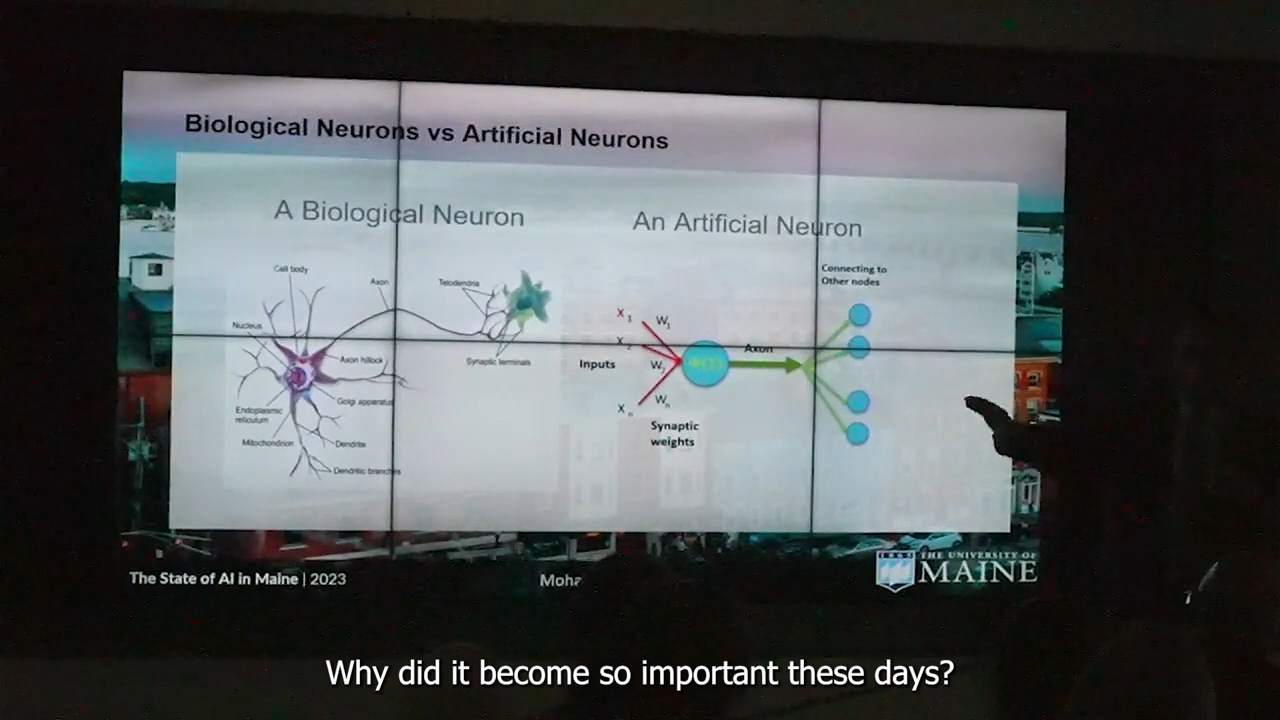 Biological Neurons vs Artificial Neurons
A Biological Neuron
Cell body
Axon
Telodendria
Nucleus
Axon hillock
Synaptic terminals
Golgi apparatus
Endoplasmic
reticulum
Mitochondrion
Dendrite
Dendritic branches
An Artificial Neuron
Connecting to
Other nodes
X 1
W1
X 2
Axon
Inputs
W2
Xn
Wn
Synaptic
weights
The State of AI in Maine | 2023
Moha
1865
THE UNIVERSITY OF
MAINE
Why did it become so important these days?